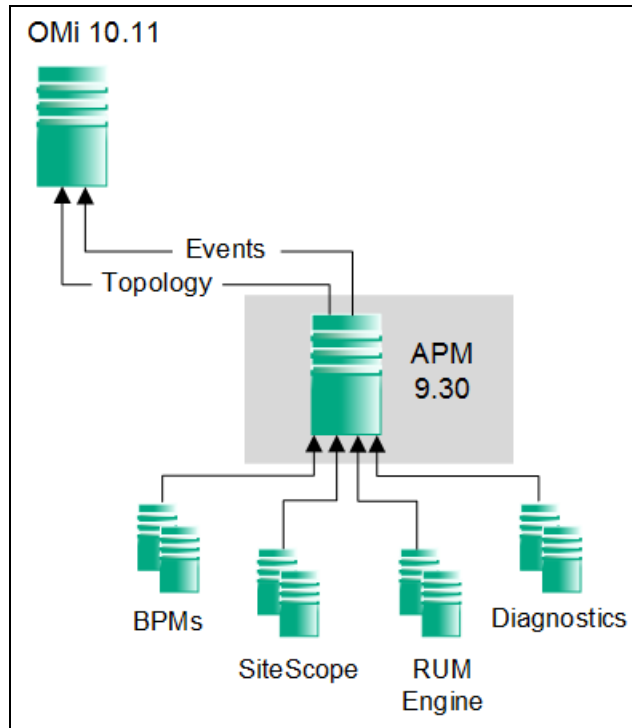 OMi 10.11
Events
Topology
APM
9.30
BPMs
SiteScope
RUM
Engine
Diagnostics